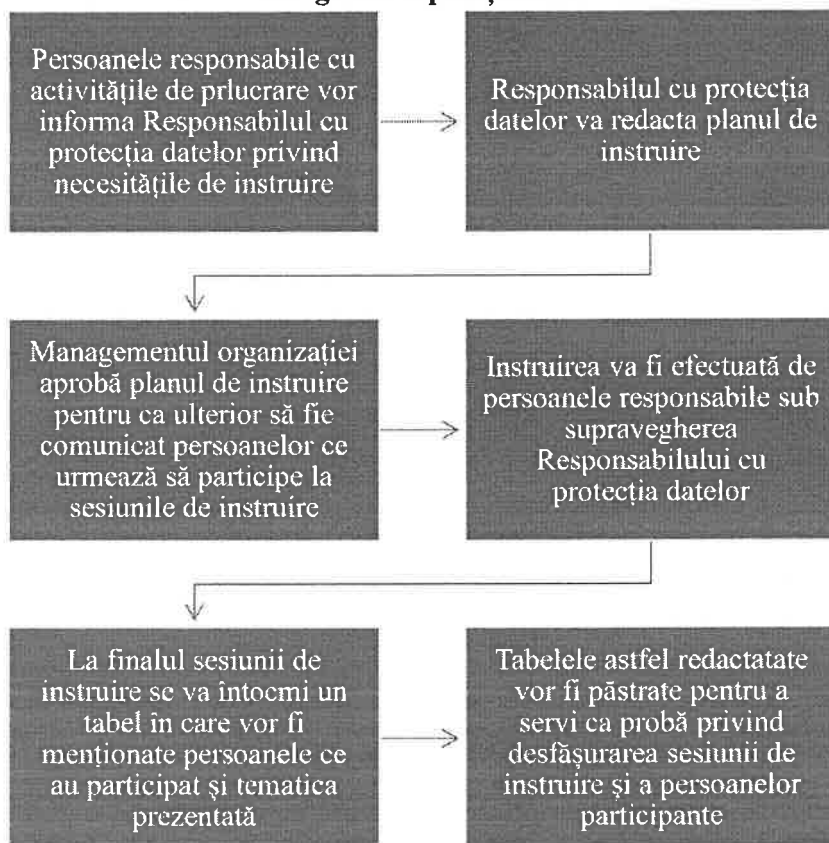 Persoanele responsabile cu
activitățile de prlucrare vor
informa Responsabilul cu
protecția datelor privind
necesitățile de instruire
Responsabilul cu protecția
datelor va redacta planul de
instruire
Managementul organizației
aprobă planul de instruire
pentru ca ulterior să fie
comunicat persoanelor ce
urmează să participe la
sesiunile de instruire
Instruirea va fi efectuată de
persoanele responsabile sub
supravegherea
Responsabilului cu
protecția datelor
La finalul sesiunii de
instruire se va întocmi un
tabel în care vor fi
menționate persoanele ce
au participat și tematica
prezentată
Tabelele astfel redactatate
vor fi păstrate pentru a
servi ca probă privind
desfășurarea sesiunii de
instruire și a persoanelor
participante